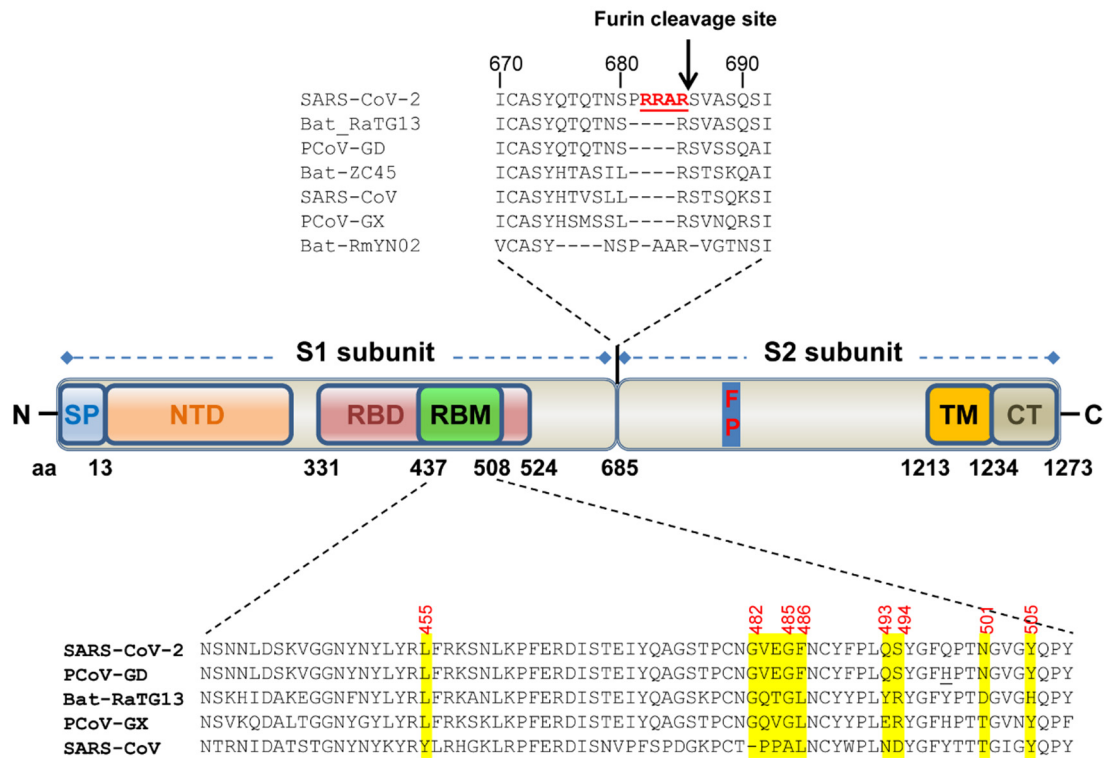 Furin cleavage site
670 680 690
SARS-CoV-2 ICASYQTQTNSPRRARSVASQSI
Bat_RaTG13 ICASYQTQTNS----RSVASQSI
PCoV-GD ICASYQTQTNS----RSVSSQAI
Bat-ZC45 ICASYHTASIL----RSTSKQAI
SARS-CoV ICASYHTVSLL----RSTSQKSI
PCoV-GX ICASYHSMSSL----RSVNQRSI
Bat-RmYN02 VCASY----NSP-AAR-VGTNSI
S1 subunit S2 subunit
N SP NTD RBD RBM FP TM CT C
aa 13 331 437 508 524 685 1213 1234 1273
455 482 485 486 493 494 501 505
SARS-CoV-2 NSNNLDSKVGGNYNYLYRLFRKSNLKPFERDISTEIYQAGSTPCNGVEGFNCYFPLQSYGFQPTNGVGYQPY
PCoV-GD NSNNLDSKVGGNYNYLYRLFRKSNLKPFERDISTEIYQAGSTPCNGVEGFNCYFPLQSYGFHPTNGVGYQPY
Bat-RaTG13 NSKHIDAKEGGNFNYLYRLFRKANLKPFERDISTEIYQAGSKPCNGQTGLNCYYPLYRYGFYPTDGVGHQPY
PCoV-GX NSVKQDALTGGNYGYLYRLFRKSKLKPFERDISTEIYQAGSTPCNGQVGLNCYYPLERYGFHPTTGVNYQPF
SARS-CoV NTRNIDATSTGNYNYKYRYLRHGKLRPFERDISNVPFSPDGKPCT-PPALNCYWPLNDYGFYTTTGIGYQPY